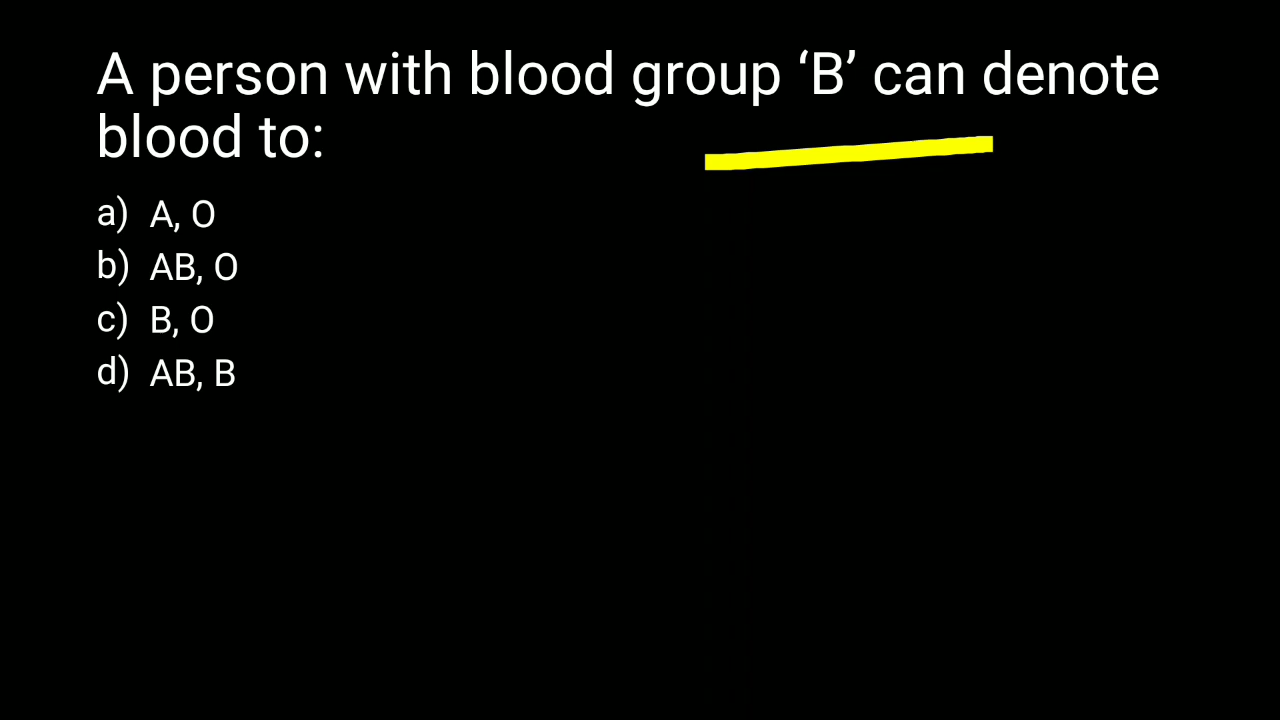 A person with blood group ‘B’ can denote
blood to:
a) A, O
b) AB, O
c) B, O
d) AB, B